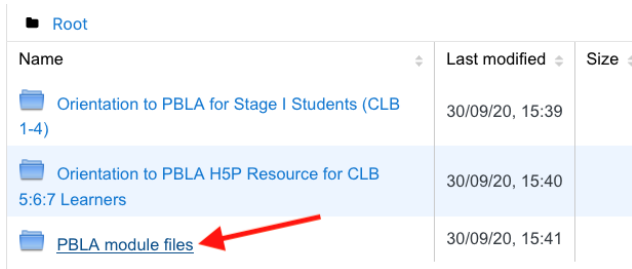 Root
Name Last modified Size
Orientation to PBLA for Stage I Students (CLB
1-4) 30/09/20, 15:39
Orientation to PBLA H5P Resource for CLB
5:6:7 Learners 30/09/20, 15:40
PBLA module files 30/09/20, 15:41